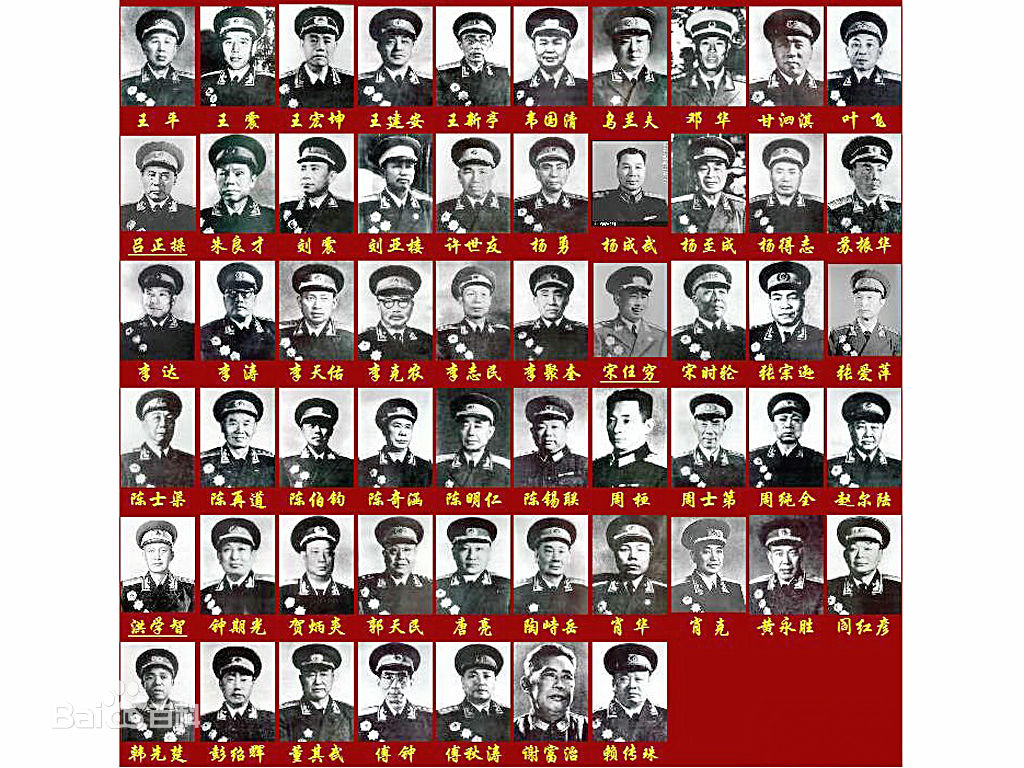 王平 王震 王宏坤 王建安 王新亭 韦国清 乌兰夫 邓华 甘泗淇 叶飞
吕正操 朱良才 刘震 刘亚楼 许世友 杨勇 杨成武 杨至成 杨得志 苏振华
李达 李涛 李天佑 李克农 李志民 李聚奎 宋任穷 宋时轮 张宗逊 张爱萍
陈士榘 陈再道 陈伯钧 陈奇涵 陈明仁 陈锡联 周桓 周士第 周纯全 赵尔陆
洪学智 钟期光 贺炳炎 郭天民 唐亮 陶峙岳 肖华 肖克 黄永胜 阎红彦
韩先楚 彭绍辉 董其武 傅钟 傅秋涛 谢富治 赖传珠
Bai百科